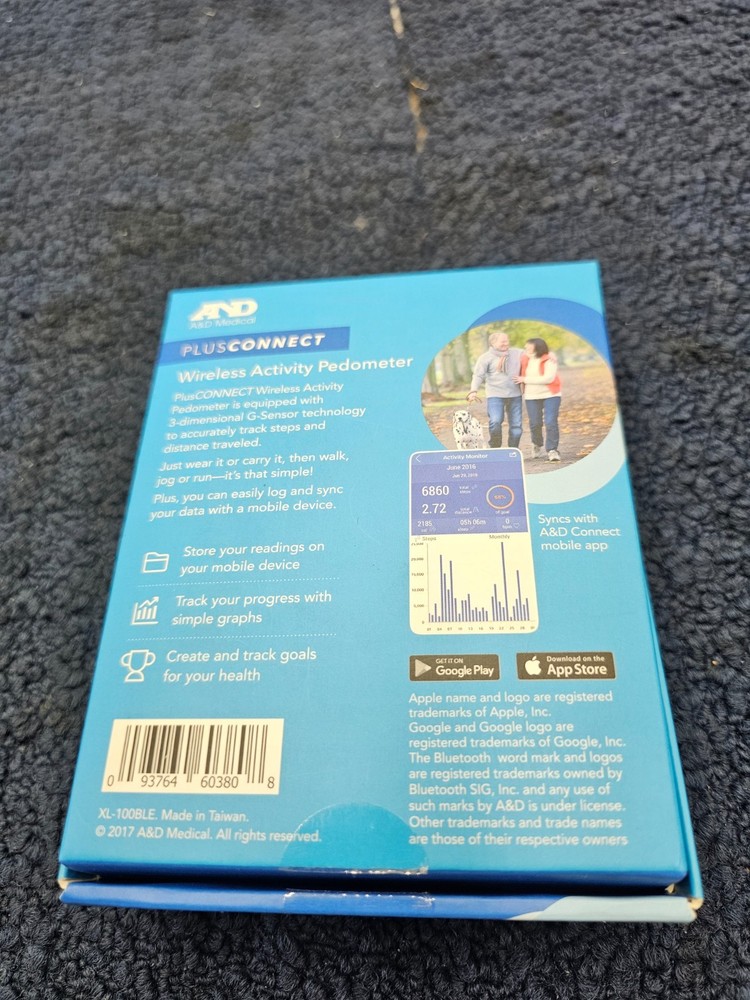 AND
A&D Medical
PLUSCONNECT
Wireless Activity Pedometer
PlusCONNECT Wireless Activity
Pedometer is equipped with
3-dimensional G-Sensor technology
to accurately track steps and
distance traveled.
Just wear it or carry it, then walk,
jog or run—it's that simple!
Plus, you can easily log and sync
your data with a mobile device.
Store your readings on
your mobile device
Track your progress with
simple graphs
Create and track goals
for your health
0 93764 60380 8
XL-100BLE. Made in Taiwan.
© 2017 A&D Medical. All rights reserved.
Activity Monitor
June 2016
6860
2.72
2185
05h 06m
0
Steps
Monthly
Syncs with
A&D Connect
mobile app
GET IT ON
Google Play
Download on the
App Store
Apple name and logo are registered
trademarks of Apple, Inc.
Google and Google logo are
registered trademarks of Google, Inc.
The Bluetooth word mark and logos
are registered trademarks owned by
Bluetooth SIG, Inc. and any use of
such marks by A&D is under license.
Other trademarks and trade names
are those of their respective owners